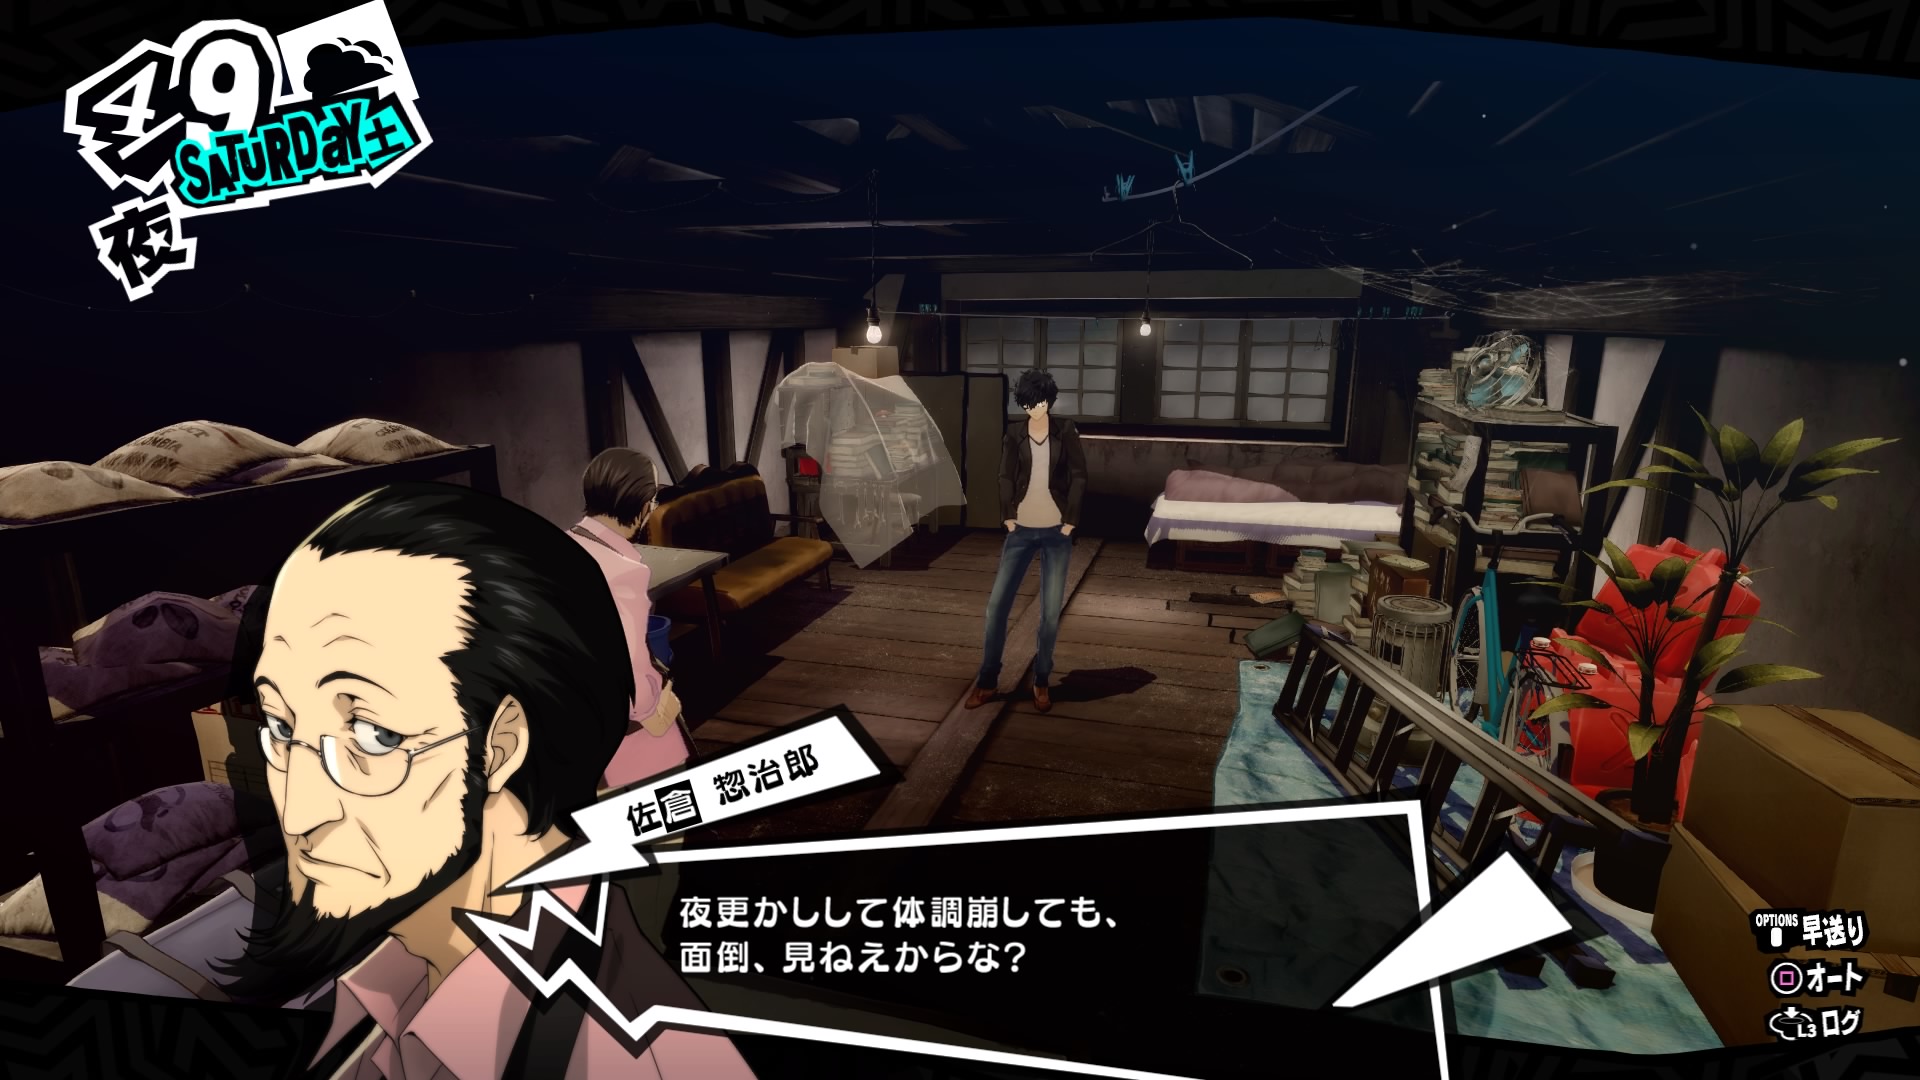 49
SATURDAY土
夜
佐倉 惣治郎
夜更かしして体調崩しても、
面倒、見ねえからな?
OPTIONS 早送り
オート
L3 ログ